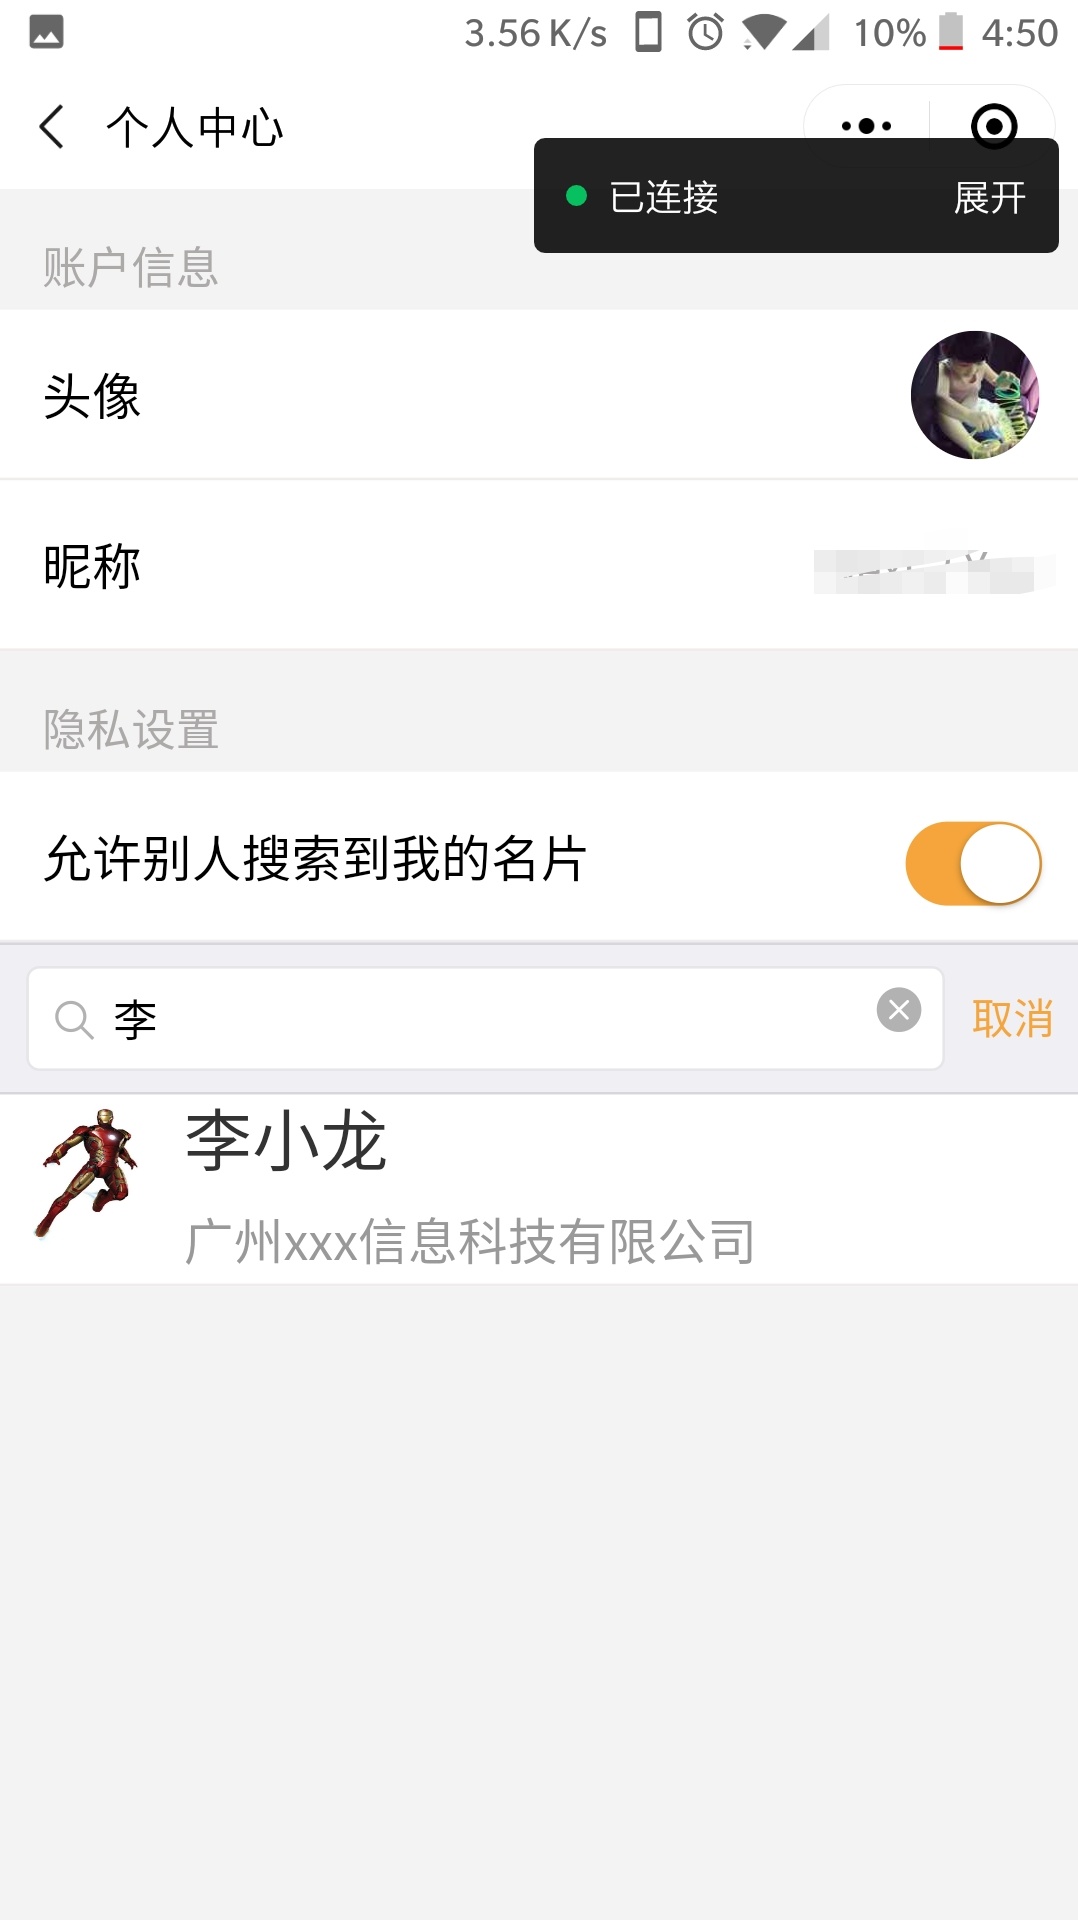 3.56 K/s 10% 4:50
个人中心
已连接 展开
账户信息
头像
昵称
隐私设置
允许别人搜索到我的名片
李 取消
李小龙
广州xxx信息科技有限公司